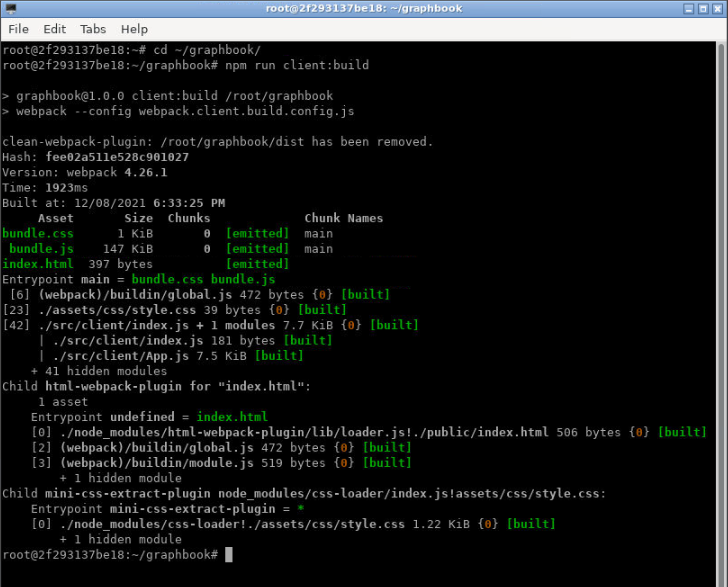 root@2f293137be18: ~/graphbook
File Edit Tabs Help
root@2f293137be18:~# cd ~/graphbook/
root@2f293137be18:~/graphbook# npm run client:build
> graphbook@1.0.0 client:build /root/graphbook
> webpack --config webpack.client.build.config.js
clean-webpack-plugin: /root/graphbook/dist has been removed.
Hash: fee02a511e528c901027
Version: webpack 4.26.1
Time: 1923ms
Built at: 12/08/2021 6:33:25 PM
     Asset       Size  Chunks             Chunk Names
bundle.css      1 KiB       0  [emitted]  main
 bundle.js    147 KiB       0  [emitted]  main
index.html  397 bytes          [emitted]
Entrypoint main = bundle.css bundle.js
 [6] (webpack)/buildin/global.js 472 bytes {0} [built]
[23] ./assets/css/style.css 39 bytes {0} [built]
[42] ./src/client/index.js + 1 modules 7.7 KiB {0} [built]
     | ./src/client/index.js 181 bytes [built]
     | ./src/client/App.js 7.5 KiB [built]
    + 41 hidden modules
Child html-webpack-plugin for "index.html":
     1 asset
    Entrypoint undefined = index.html
    [0] ./node_modules/html-webpack-plugin/lib/loader.js!./public/index.html 506 bytes {0} [built]
    [2] (webpack)/buildin/global.js 472 bytes {0} [built]
    [3] (webpack)/buildin/module.js 519 bytes {0} [built]
        + 1 hidden module
Child mini-css-extract-plugin node_modules/css-loader/index.js!assets/css/style.css:
    Entrypoint mini-css-extract-plugin = *
    [0] ./node_modules/css-loader!./assets/css/style.css 1.22 KiB {0} [built]
        + 1 hidden module
root@2f293137be18:~/graphbook#